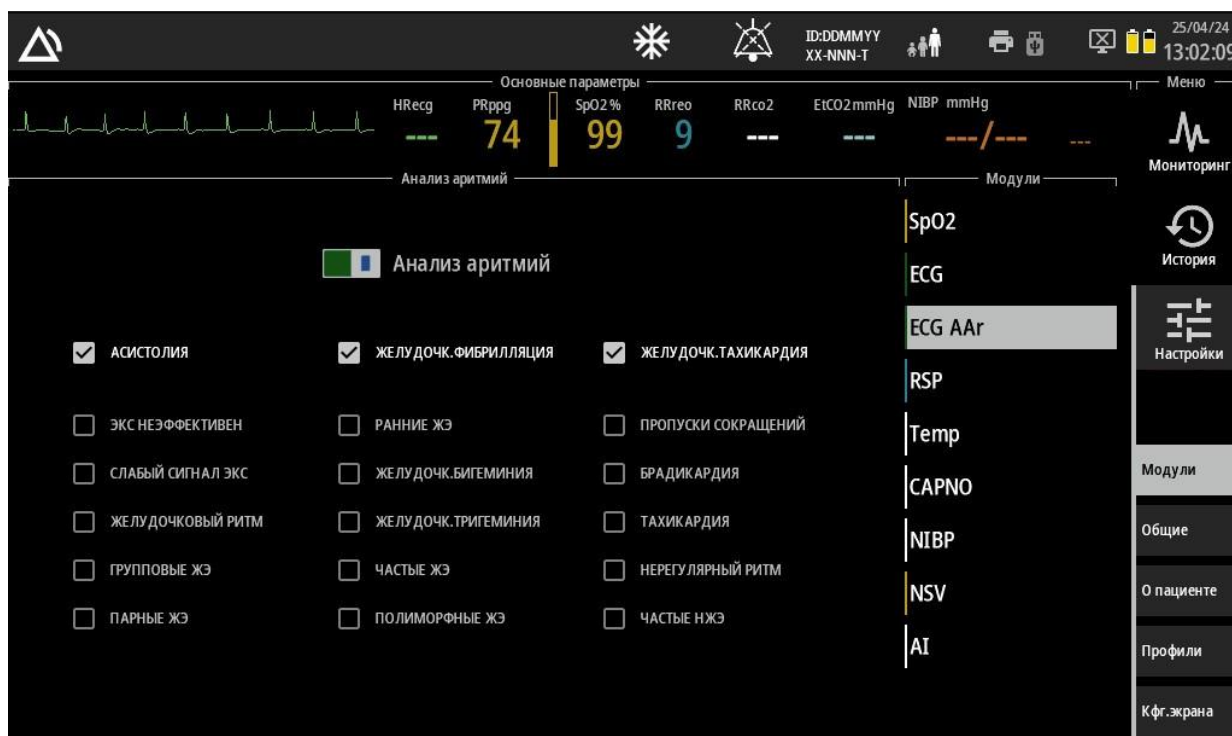 ID:DDMMYY
XX-NNN-T
25/04/24
13:02:09
Основные параметры
Меню
HRecg PRppg SpO2 % RRreo RRco2 EtCO2 mmHg NIBP mmHg
--- 74 99 9 --- --- ---/--- ---
Мониторинг
Анализ аритмий
Модули
SpO2
Анализ аритмий
История
ECG
ECG AAr
Настройки
АСИСТОЛИЯ ЖЕЛУДОЧК.ФИБРИЛЛЯЦИЯ ЖЕЛУДОЧК.ТАХИКАРДИЯ
RSP
ЭКС НЕЭФФЕКТИВЕН РАННИЕ ЖЭ ПРОПУСКИ СОКРАЩЕНИЙ
Temp
СЛАБЫЙ СИГНАЛ ЭКС ЖЕЛУДОЧК.БИГЕМИНИЯ БРАДИКАРДИЯ
Модули
CAPNO
ЖЕЛУДОЧКОВЫЙ РИТМ ЖЕЛУДОЧК.ТРИГЕМИНИЯ ТАХИКАРДИЯ
Общие
NIBP
ГРУППОВЫЕ ЖЭ ЧАСТЫЕ ЖЭ НЕРЕГУЛЯРНЫЙ РИТМ
NSV
О пациенте
ПАРНЫЕ ЖЭ ПОЛИМОРФНЫЕ ЖЭ ЧАСТЫЕ НЖЭ
AI
Профили
Кфг.экрана